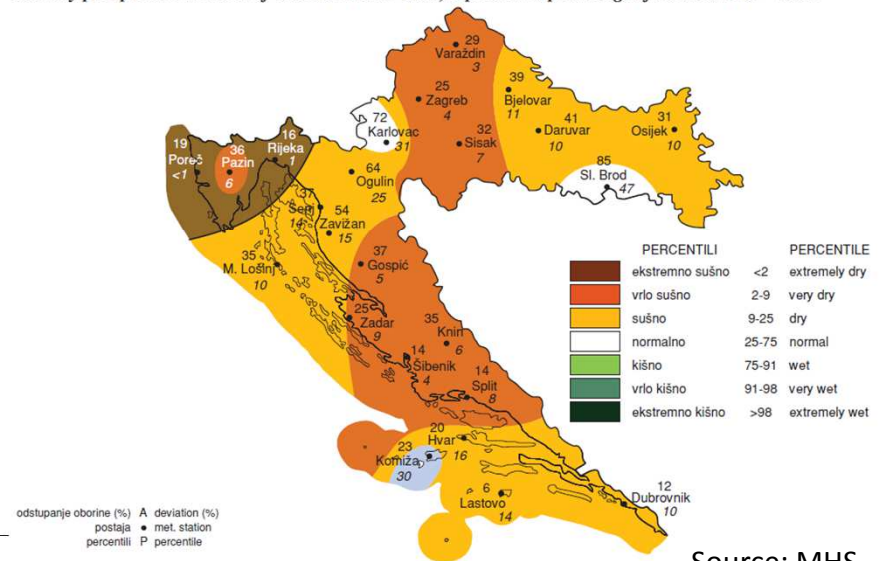 29
Varaždin
3
25
Zagreb
4
39
Bjelovar
11
72
Karlovac
31
32
Sisak
7
41
Daruvar
10
31
Osijek
10
85
Sl. Brod
47
19
Poreč
<1
36
Pazin
6
16
Rijeka
1
64
Ogulin
25
37
Senj
14
54
Zavižan
15
35
M. Lošinj
10
37
Gospić
5
25
Zadar
9
35
Knin
6
14
Šibenik
4
14
Split
8
20
Hvar
16
23
Komiža
30
6
Lastovo
14
12
Dubrovnik
10
PERCENTILI PERCENTILE
ekstremno sušno <2 extremely dry
vrlo sušno 2-9 very dry
sušno 9-25 dry
normalno 25-75 normal
kišno 75-91 wet
vrlo kišno 91-98 very wet
ekstremno kišno >98 extremely wet
odstupanje oborine (%) A deviation (%)
postaja • met. station
percentili P percentile
Source: MHS